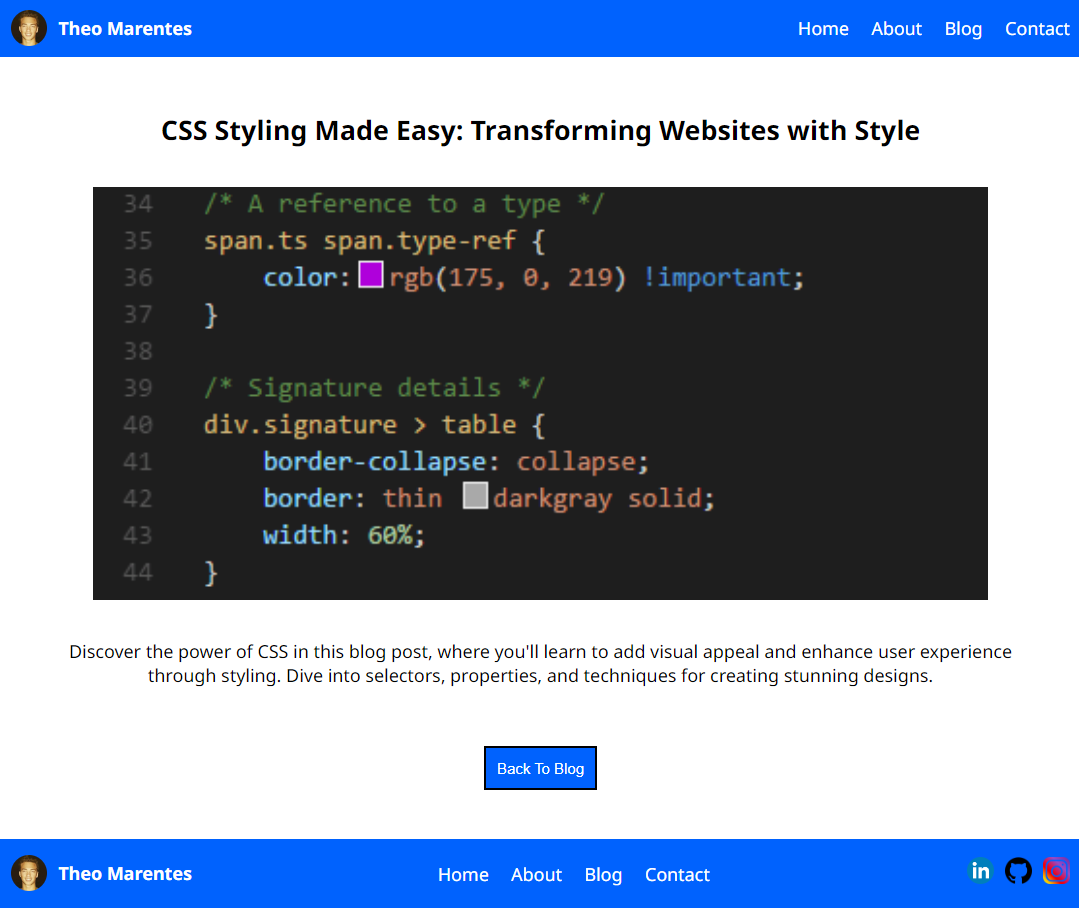 Theo Marentes
Home About Blog Contact
CSS Styling Made Easy: Transforming Websites with Style
34 /* A reference to a type */
35 span.ts span.type-ref {
36 color: rgb(175, 0, 219) !important;
37 }
38
39 /* Signature details */
40 div.signature > table {
41 border-collapse: collapse;
42 border: thin darkgray solid;
43 width: 60%;
44 }
Discover the power of CSS in this blog post, where you'll learn to add visual appeal and enhance user experience
through styling. Dive into selectors, properties, and techniques for creating stunning designs.
Back To Blog
Theo Marentes
Home About Blog Contact
in